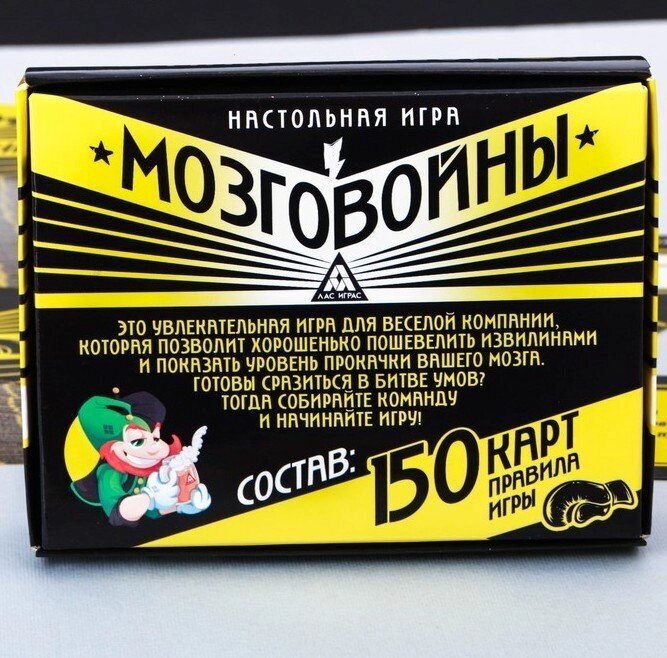 НАСТОЛЬНАЯ ИГРА
МОЗГОВОЙНЫ
ЛАС ИГРАС
ЭТО УВЛЕКАТЕЛЬНАЯ ИГРА ДЛЯ ВЕСЕЛОЙ КОМПАНИИ,
КОТОРАЯ ПОЗВОЛИТ ХОРОШЕНЬКО ПОШЕВЕЛИТЬ ИЗВИЛИНАМИ
И ПОКАЗАТЬ УРОВЕНЬ ПРОКАЧКИ ВАШЕГО МОЗГА.
ГОТОВЫ СРАЗИТЬСЯ В БИТВЕ УМОВ?
ТОГДА СОБИРАЙТЕ КОМАНДУ
И НАЧИНАЙТЕ ИГРУ!
СОСТАВ:
150 КАРТ
ПРАВИЛА
ИГРЫ